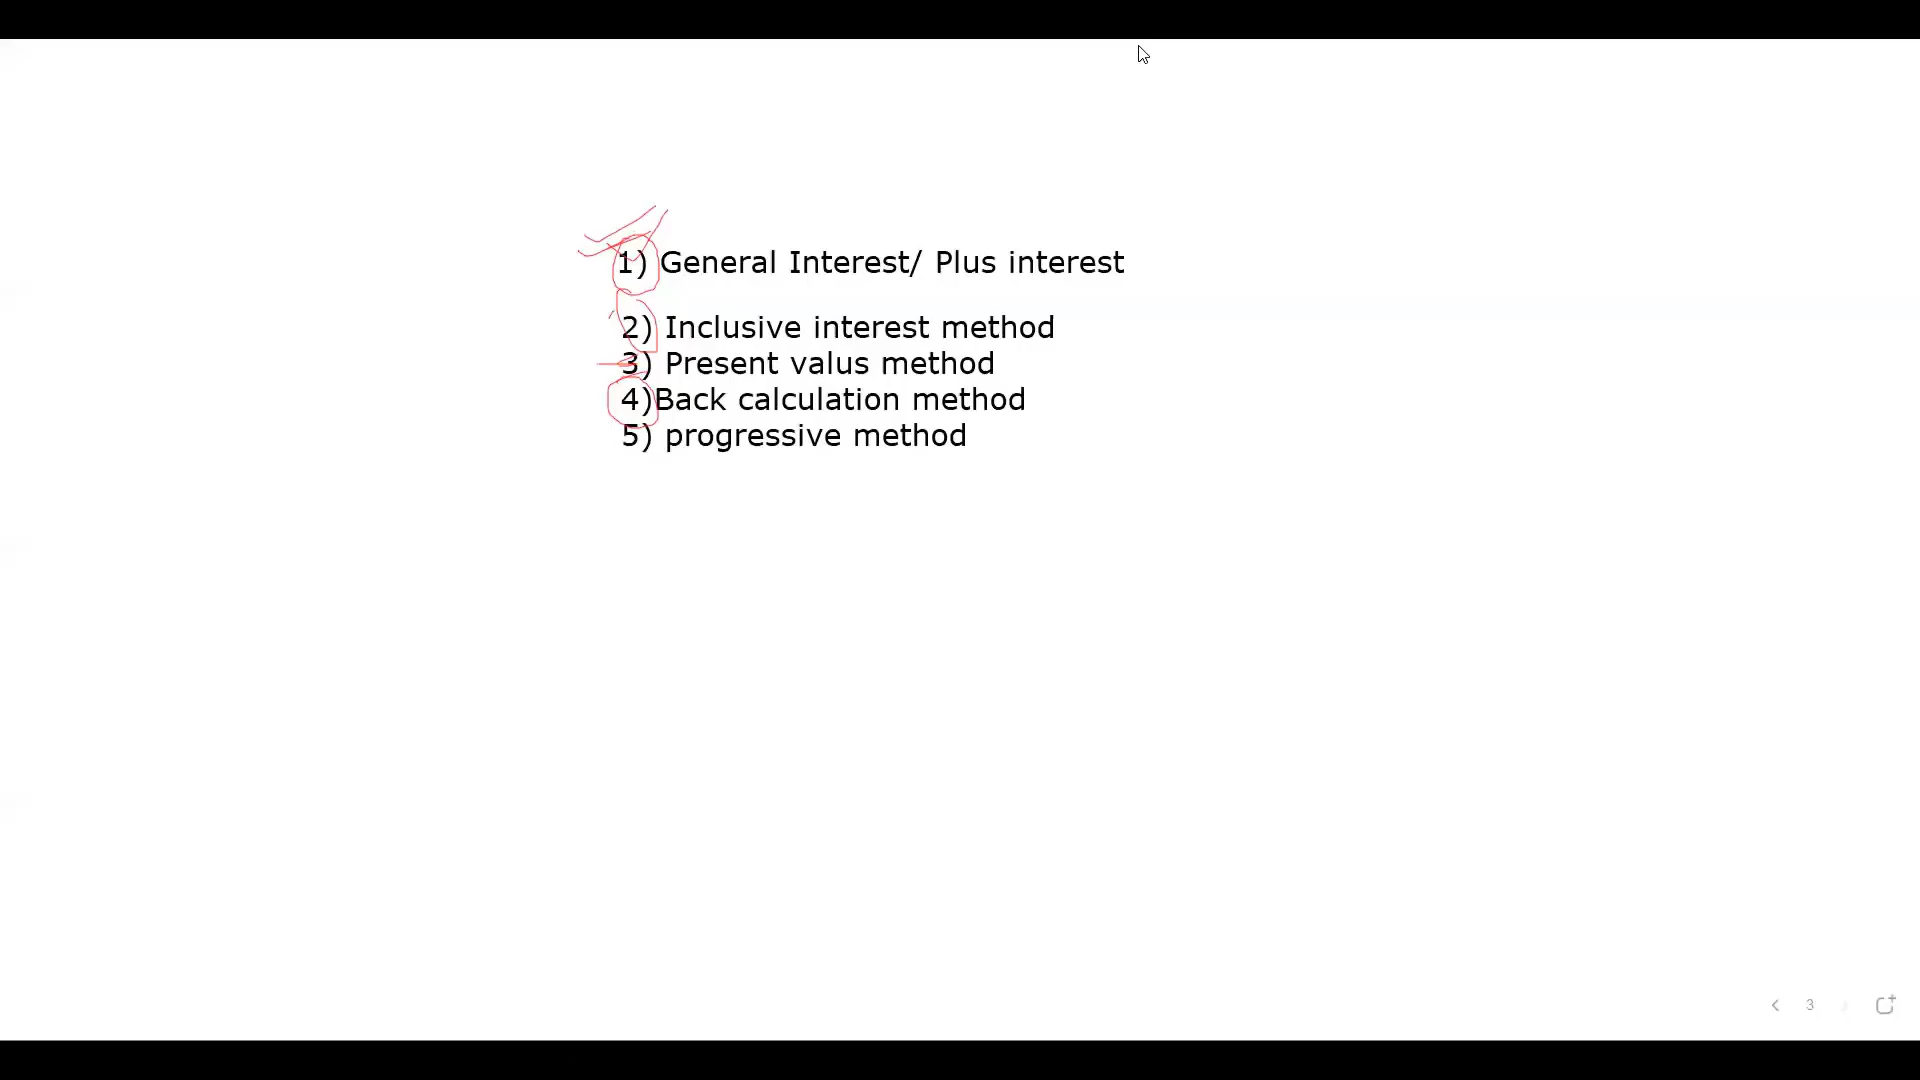 1) General Interest/ Plus interest
2) Inclusive interest method
3) Present valus method
4)Back calculation method
5) progressive method
3